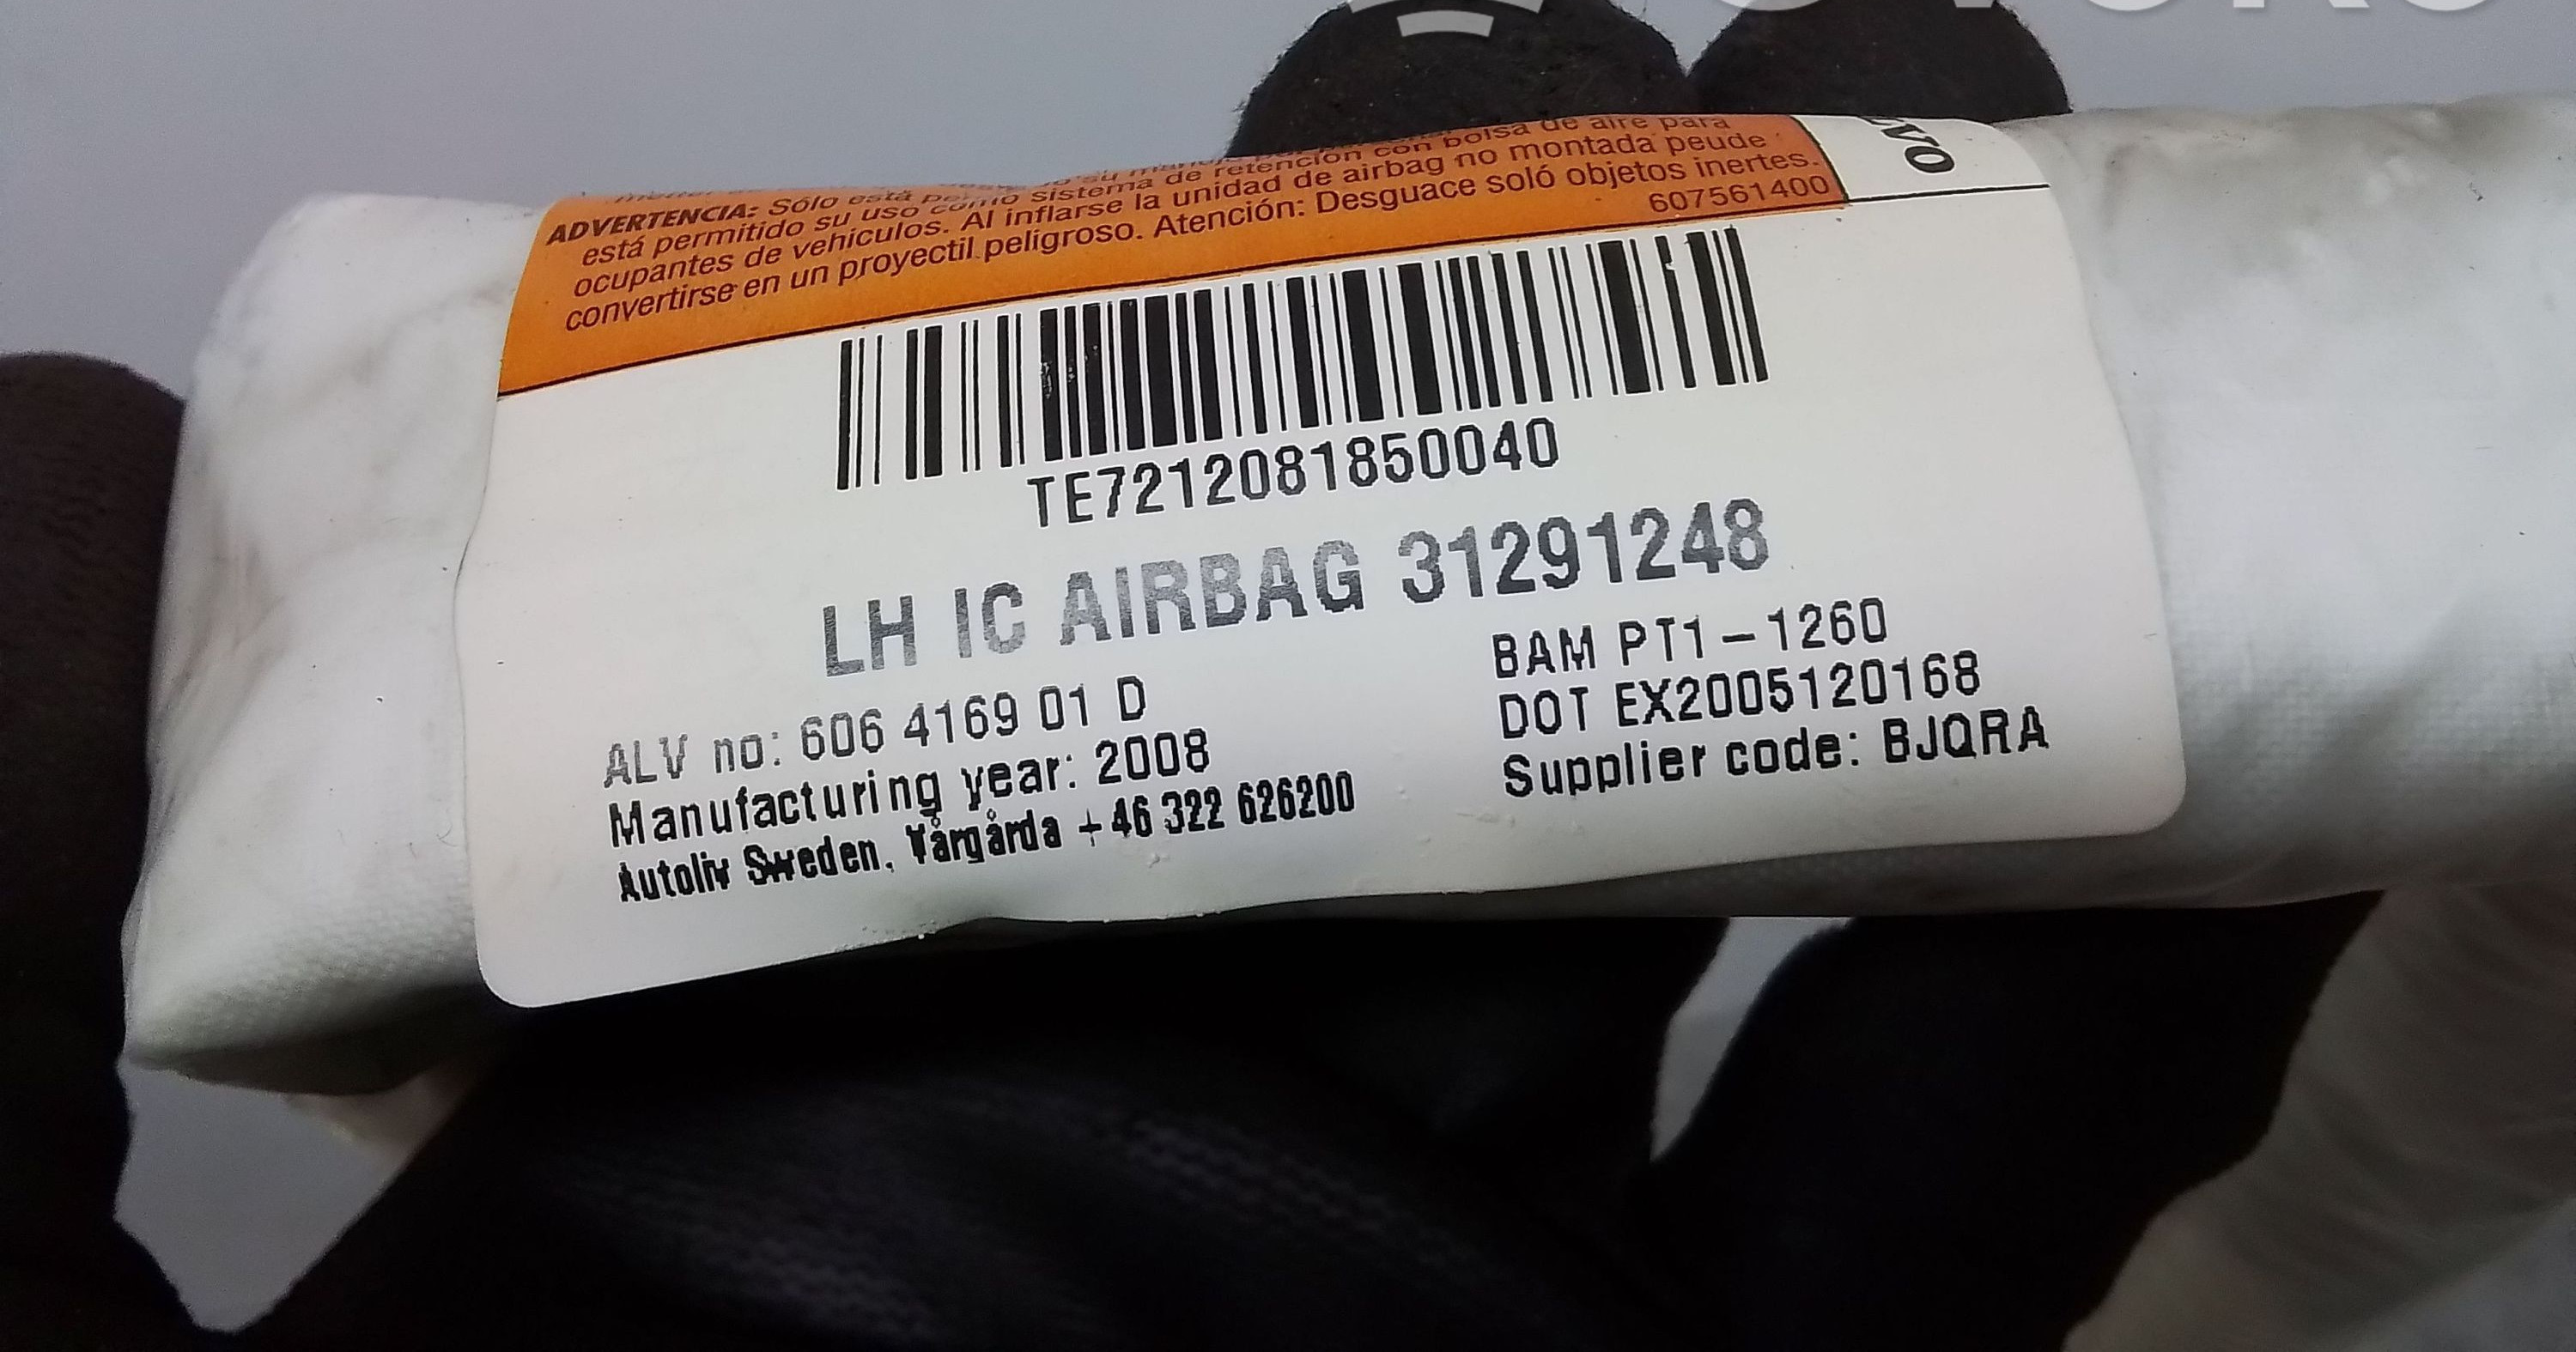 ADVERTENCIA: Sólo está
está permitido su uso como sistema de retención con bolsa de aire para
ocupantes de vehículos. Al inflarse la unidad de airbag no montada peude
convertirse en un proyectil peligroso. Atención: Desguace soló objetos inertes.
607561400
TE7212081850040
LH IC AIRBAG 31291248
ALV no: 606 4169 01 D
Manufacturing year: 2008
Autoliv Sweden, Vårgårda +46 322 626200
BAM PT1-1260
DOT EX2005120168
Supplier code: BJQRA